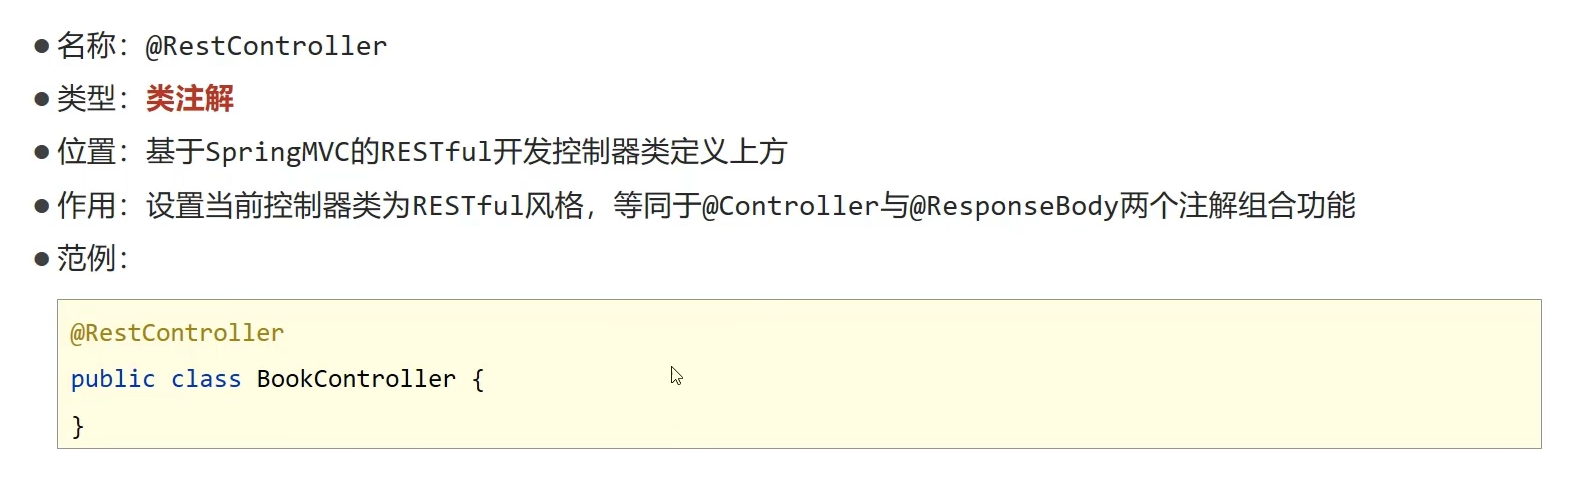 ● 名称：@RestController
● 类型：类注解
● 位置：基于SpringMVC的RESTful开发控制器类定义上方
● 作用：设置当前控制器类为RESTful风格，等同于@Controller与@ResponseBody两个注解组合功能
● 范例：
@RestController
public class BookController {
}